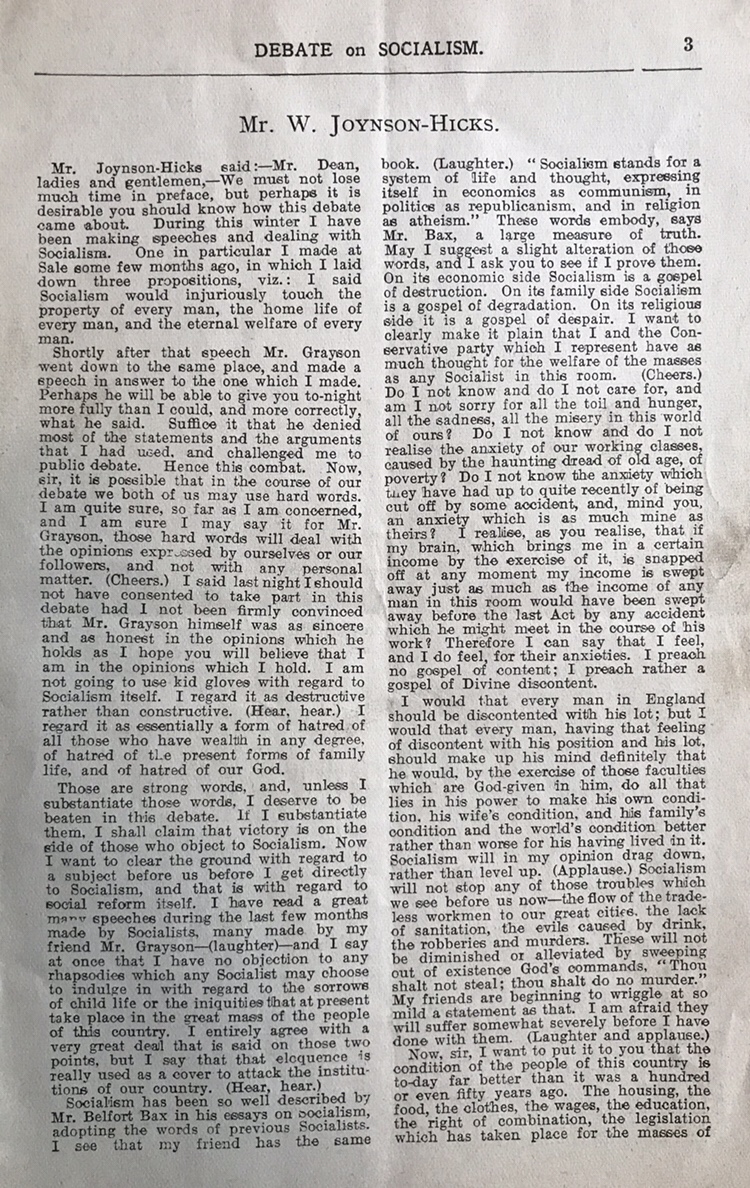 DEBATE on SOCIALISM.
3
Mr. W. JOYNSON-HICKS.
Mr. Joynson-Hicks said:—Mr. Dean,
ladies and gentlemen,—We must not lose
much time in preface, but perhaps it is
desirable you should know how this debate
came about. During this winter I have
been making speeches and dealing with
Socialism. One in particular I made at
Sale some few months ago, in which I laid
down three propositions, viz.: I said
Socialism would injuriously touch the
property of every man, the home life of
every man, and the eternal welfare of every
man.
Shortly after that speech Mr. Grayson
went down to the same place, and made a
speech in answer to the one which I made.
Perhaps he will be able to give you to-night
more fully than I could, and more correctly,
what he said. Suffice it that he denied
most of the statements and the arguments
that I had used, and challenged me to
public debate. Hence this combat. Now,
sir, it is possible that in the course of our
debate we both of us may use hard words.
I am quite sure, so far as I am concerned,
and I am sure I may say it for Mr.
Grayson, those hard words will deal with
the opinions expressed by ourselves or our
followers, and not with any personal
matter. (Cheers.) I said last night I should
not have consented to take part in this
debate had I not been firmly convinced
that Mr. Grayson himself was as sincere
and as honest in the opinions which he
holds as I hope you will believe that I
am in the opinions which I hold. I am
not going to use kid gloves with regard to
Socialism itself. I regard it as destructive
rather than constructive. (Hear, hear.) I
regard it as essentially a form of hatred of
all those who have wealth in any degree,
of hatred of the present forms of family
life, and of hatred of our God.
Those are strong words, and, unless I
substantiate those words, I deserve to be
beaten in this debate. If I substantiate
them, I shall claim that victory is on the
side of those who object to Socialism. Now
I want to clear the ground with regard to
a subject before us before I get directly
to Socialism, and that is with regard to
social reform itself. I have read a great
many speeches during the last few months
made by Socialists, many made by my
friend Mr. Grayson—(laughter)—and I say
at once that I have no objection to any
rhapsodies which any Socialist may choose
to indulge in with regard to the sorrows
of child life or the iniquities that at present
take place in the great mass of the people
of this country. I entirely agree with a
very great deal that is said on those two
points, but I say that that eloquence is
really used as a cover to attack the institu-
tions of our country. (Hear, hear.)
Socialism has been so well described by
Mr. Belfort Bax in his essays on socialism,
adopting the words of previous Socialists.
I see that my friend has the same
book. (Laughter.) "Socialism stands for a
system of life and thought, expressing
itself in economics as communism, in
politics as republicanism, and in religion
as atheism." These words embody, says
Mr. Bax, a large measure of truth.
May I suggest a slight alteration of those
words, and I ask you to see if I prove them.
On its economic side Socialism is a gospel
of destruction. On its family side Socialism
is a gospel of degradation. On its religious
side it is a gospel of despair. I want to
clearly make it plain that I and the Con-
servative party which I represent have as
much thought for the welfare of the masses
as any Socialist in this room. (Cheers.)
Do I not know and do I not care for, and
am I not sorry for all the toil and hunger,
all the sadness, all the misery in this world
of ours? Do I not know and do I not
realise the anxiety of our working classes,
caused by the haunting dread of old age, of
poverty? Do I not know the anxiety which
they have had up to quite recently of being
cut off by some accident, and, mind you,
an anxiety which is as much mine as
theirs? I realise, as you realise, that if
my brain, which brings me in a certain
income by the exercise of it, is snapped
off at any moment my income is swept
away just as much as the income of any
man in this room would have been swept
away before the last Act by any accident
which he might meet in the course of his
work? Therefore I can say that I feel,
and I do feel, for their anxieties. I preach
no gospel of content; I preach rather a
gospel of Divine discontent.
I would that every man in England
should be discontented with his lot; but I
would that every man, having that feeling
of discontent with his position and his lot,
should make up his mind definitely that
he would, by the exercise of those faculties
which are God-given in him, do all that
lies in his power to make his own condi-
tion, his wife's condition, and his family's
condition and the world's condition better
rather than worse for his having lived in it.
Socialism will in my opinion drag down,
rather than level up. (Applause.) Socialism
will not stop any of those troubles which
we see before us now—the flow of the trade-
less workmen to our great cities, the lack
of sanitation, the evils caused by drink,
the robberies and murders. These will not
be diminished or alleviated by sweeping
out of existence God's commands, "Thou
shalt not steal; thou shalt do no murder."
My friends are beginning to wriggle at so
mild a statement as that. I am afraid they
will suffer somewhat severely before I have
done with them. (Laughter and applause.)
Now, sir, I want to put it to you that the
condition of the people of this country is
to-day far better than it was a hundred
or even fifty years ago. The housing, the
food, the clothes, the wages, the education,
the right of combination, the legislation
which has taken place for the masses of